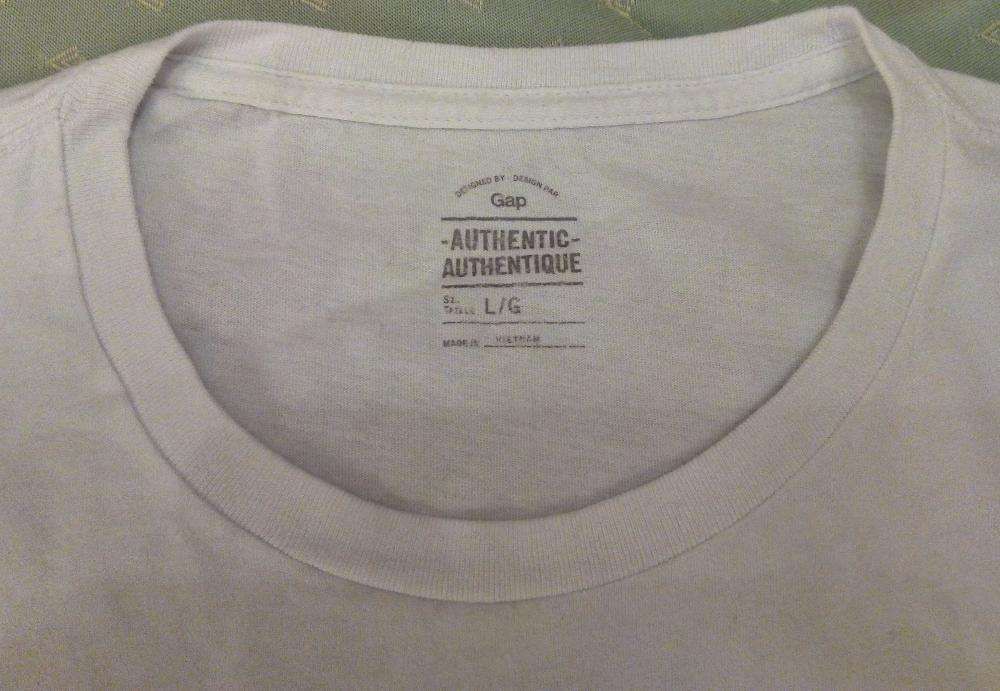 DESIGNED BY · DESIGN PAR
Gap
-AUTHENTIC-
AUTHENTIQUE
SZ.
TAILLE L/G
MADE IN VIETNAM